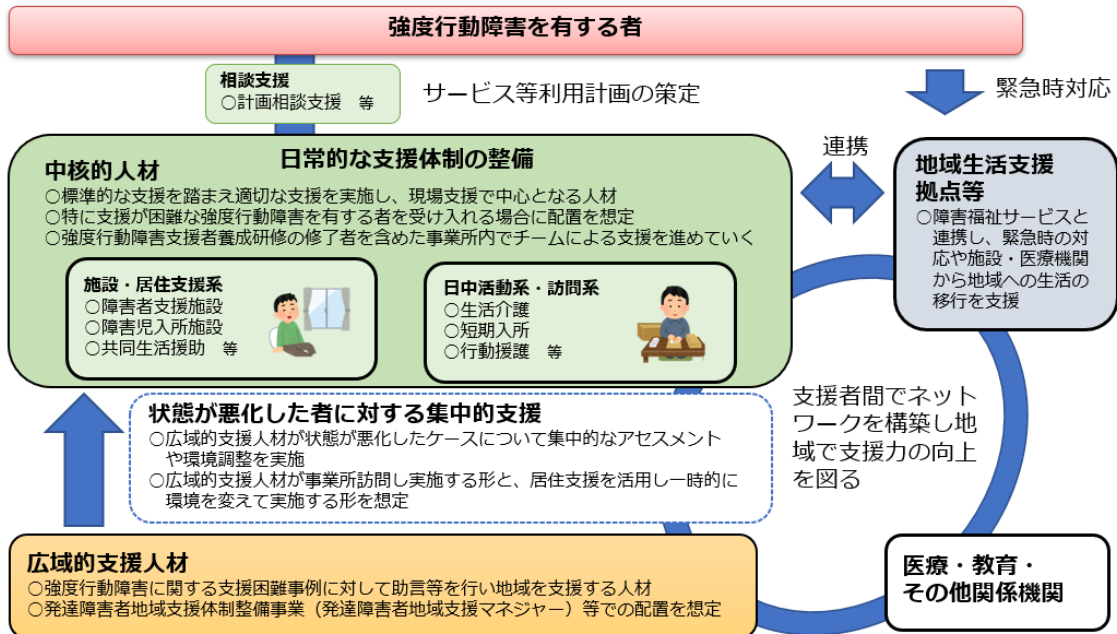 強度行動障害を有する者
相談支援
○計画相談支援　等
サービス等利用計画の策定
緊急時対応
中核的人材
日常的な支援体制の整備
○標準的な支援を踏まえ適切な支援を実施し、現場支援で中心となる人材
○特に支援が困難な強度行動障害を有する者を受け入れる場合に配置を想定
○強度行動障害支援者養成研修の修了者を含めた事業所内でチームによる支援を進めていく
施設・居住支援系
○障害者支援施設
○障害児入所施設
○共同生活援助　等
日中活動系・訪問系
○生活介護
○短期入所
○行動援護　等
連携
地域生活支援
拠点等
○障害福祉サービスと
連携し、緊急時の対
応や施設・医療機関
から地域への生活の
移行を支援
状態が悪化した者に対する集中的支援
○広域的支援人材が状態が悪化したケースについて集中的なアセスメント
や環境調整を実施
○広域的支援人材が事業所訪問し実施する形と、居住支援を活用し一時的に
環境を変えて実施する形を想定
支援者間でネット
ワークを構築し地
域で支援力の向上
を図る
広域的支援人材
○強度行動障害に関する支援困難事例に対して助言等を行い地域を支援する人材
○発達障害者地域支援体制整備事業（発達障害者地域支援マネジャー）等での配置を想定
医療・教育・
その他関係機関